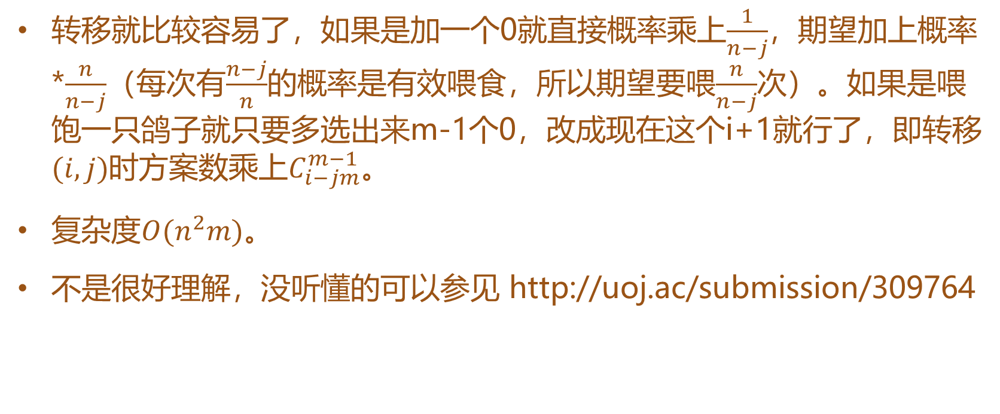 • 转移就比较容易了，如果是加一个0就直接概率乘上$\frac{1}{n-j}$，期望加上概率
*$\frac{n}{n-j}$（每次有$\frac{n-j}{n}$的概率是有效喂食，所以期望要喂$\frac{n}{n-j}$次）。如果是喂
饱一只鸽子就只要多选出来m-1个0，改成现在这个i+1就行了，即转移
$(i,j)$时方案数乘上$C_{i-jm}^{m-1}$。
• 复杂度$O(n^2m)$。
• 不是很好理解，没听懂的可以参见 http://uoj.ac/submission/309764